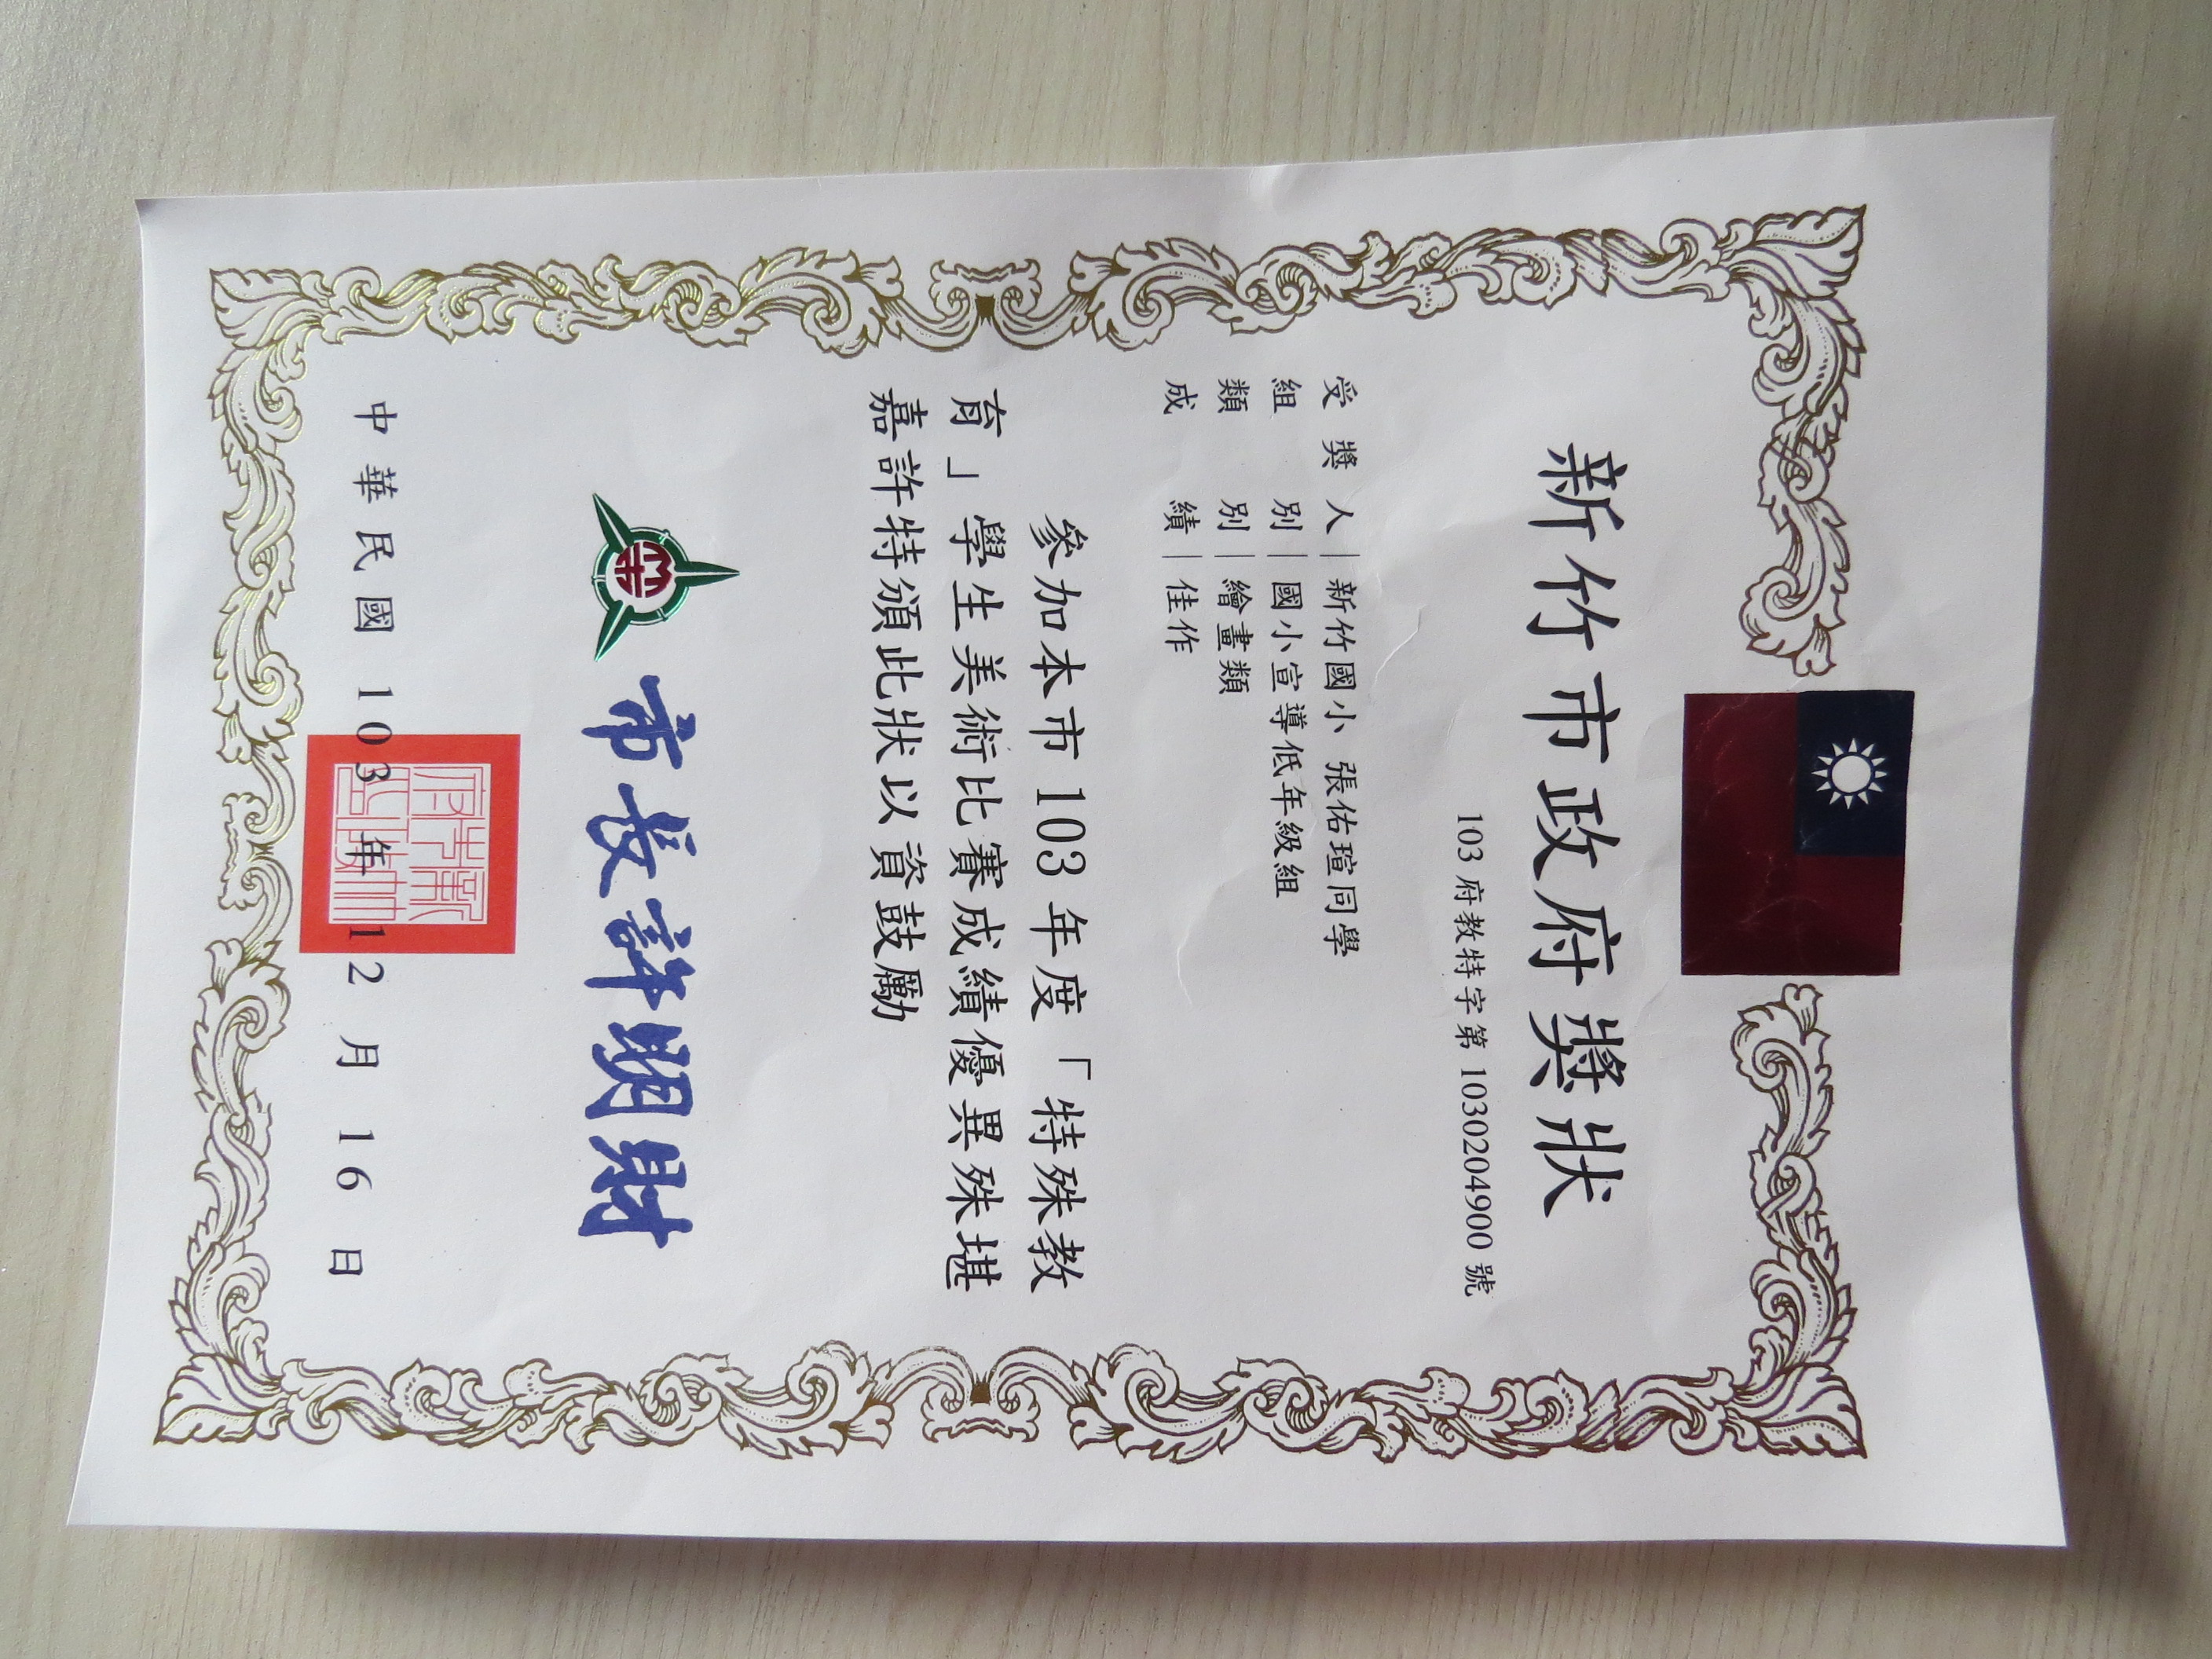 新竹市政府獎狀
103 府教特字第 1030204900 號
受獎人｜新竹國小 張佑瑄同學
組別｜國小宣導低年級組
類別｜繪畫類
成績｜佳作
參加本市 103 年度「特殊教
育」學生美術比賽成績優異殊堪
嘉許特頒此狀以資鼓勵
市長許明財
中華民國 103 年 12 月 16 日